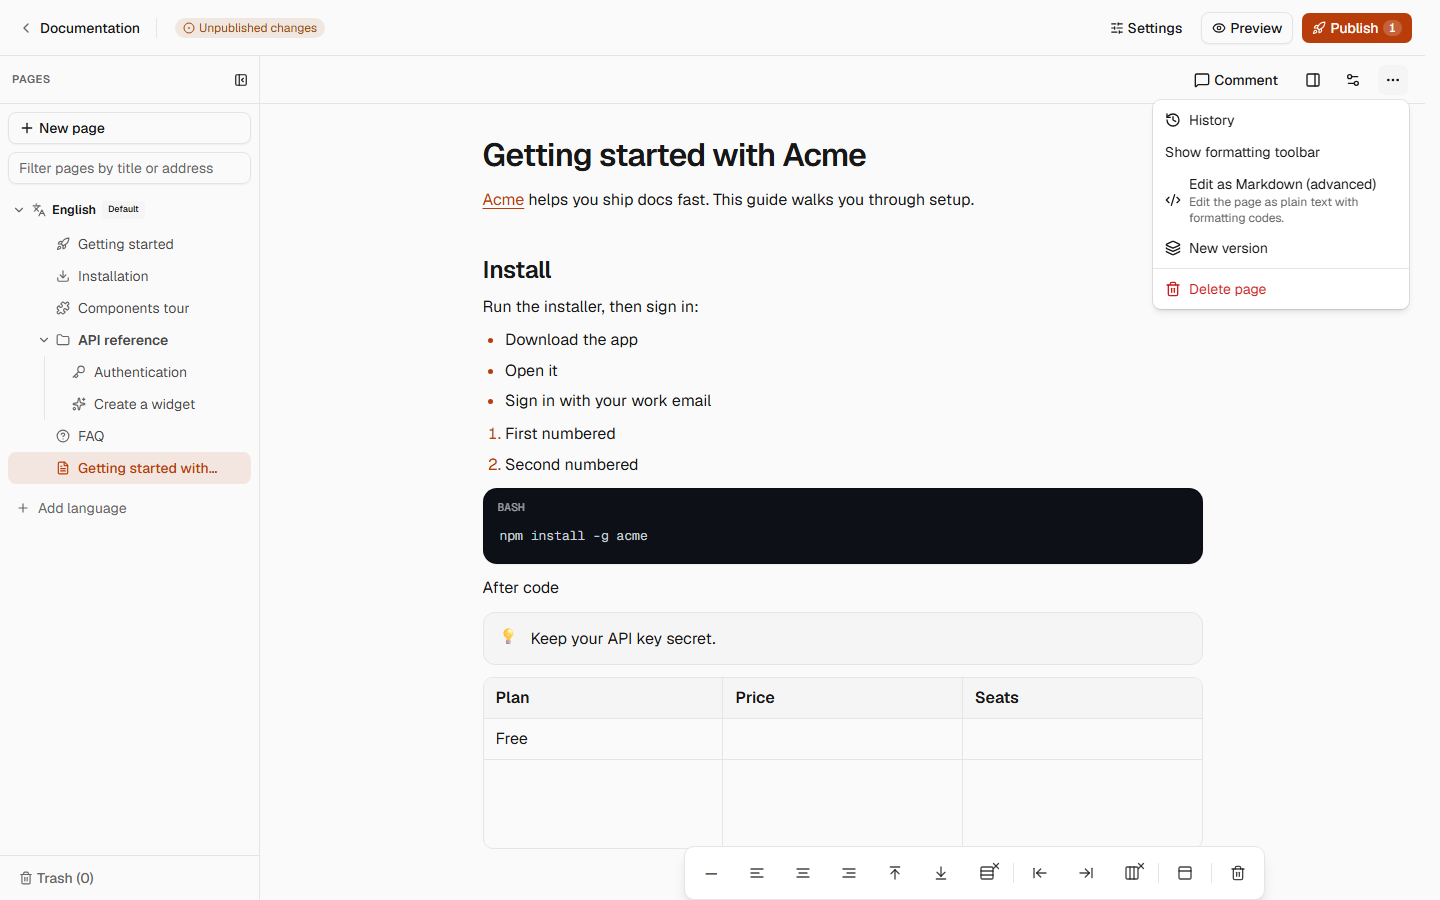 Documentation
Unpublished changes
Settings
Preview
Publish 1
PAGES
Comment
New page
Filter pages by title or address
English Default
Getting started
Installation
Components tour
API reference
Authentication
Create a widget
FAQ
Getting started with...
Add language
Trash (0)
History
Show formatting toolbar
Edit as Markdown (advanced)
Edit the page as plain text with
formatting codes.
New version
Delete page
Getting started with Acme
Acme helps you ship docs fast. This guide walks you through setup.
Install
Run the installer, then sign in:
• Download the app
• Open it
• Sign in with your work email
1. First numbered
2. Second numbered
BASH
npm install -g acme
After code
Keep your API key secret.
Plan Price Seats
Free